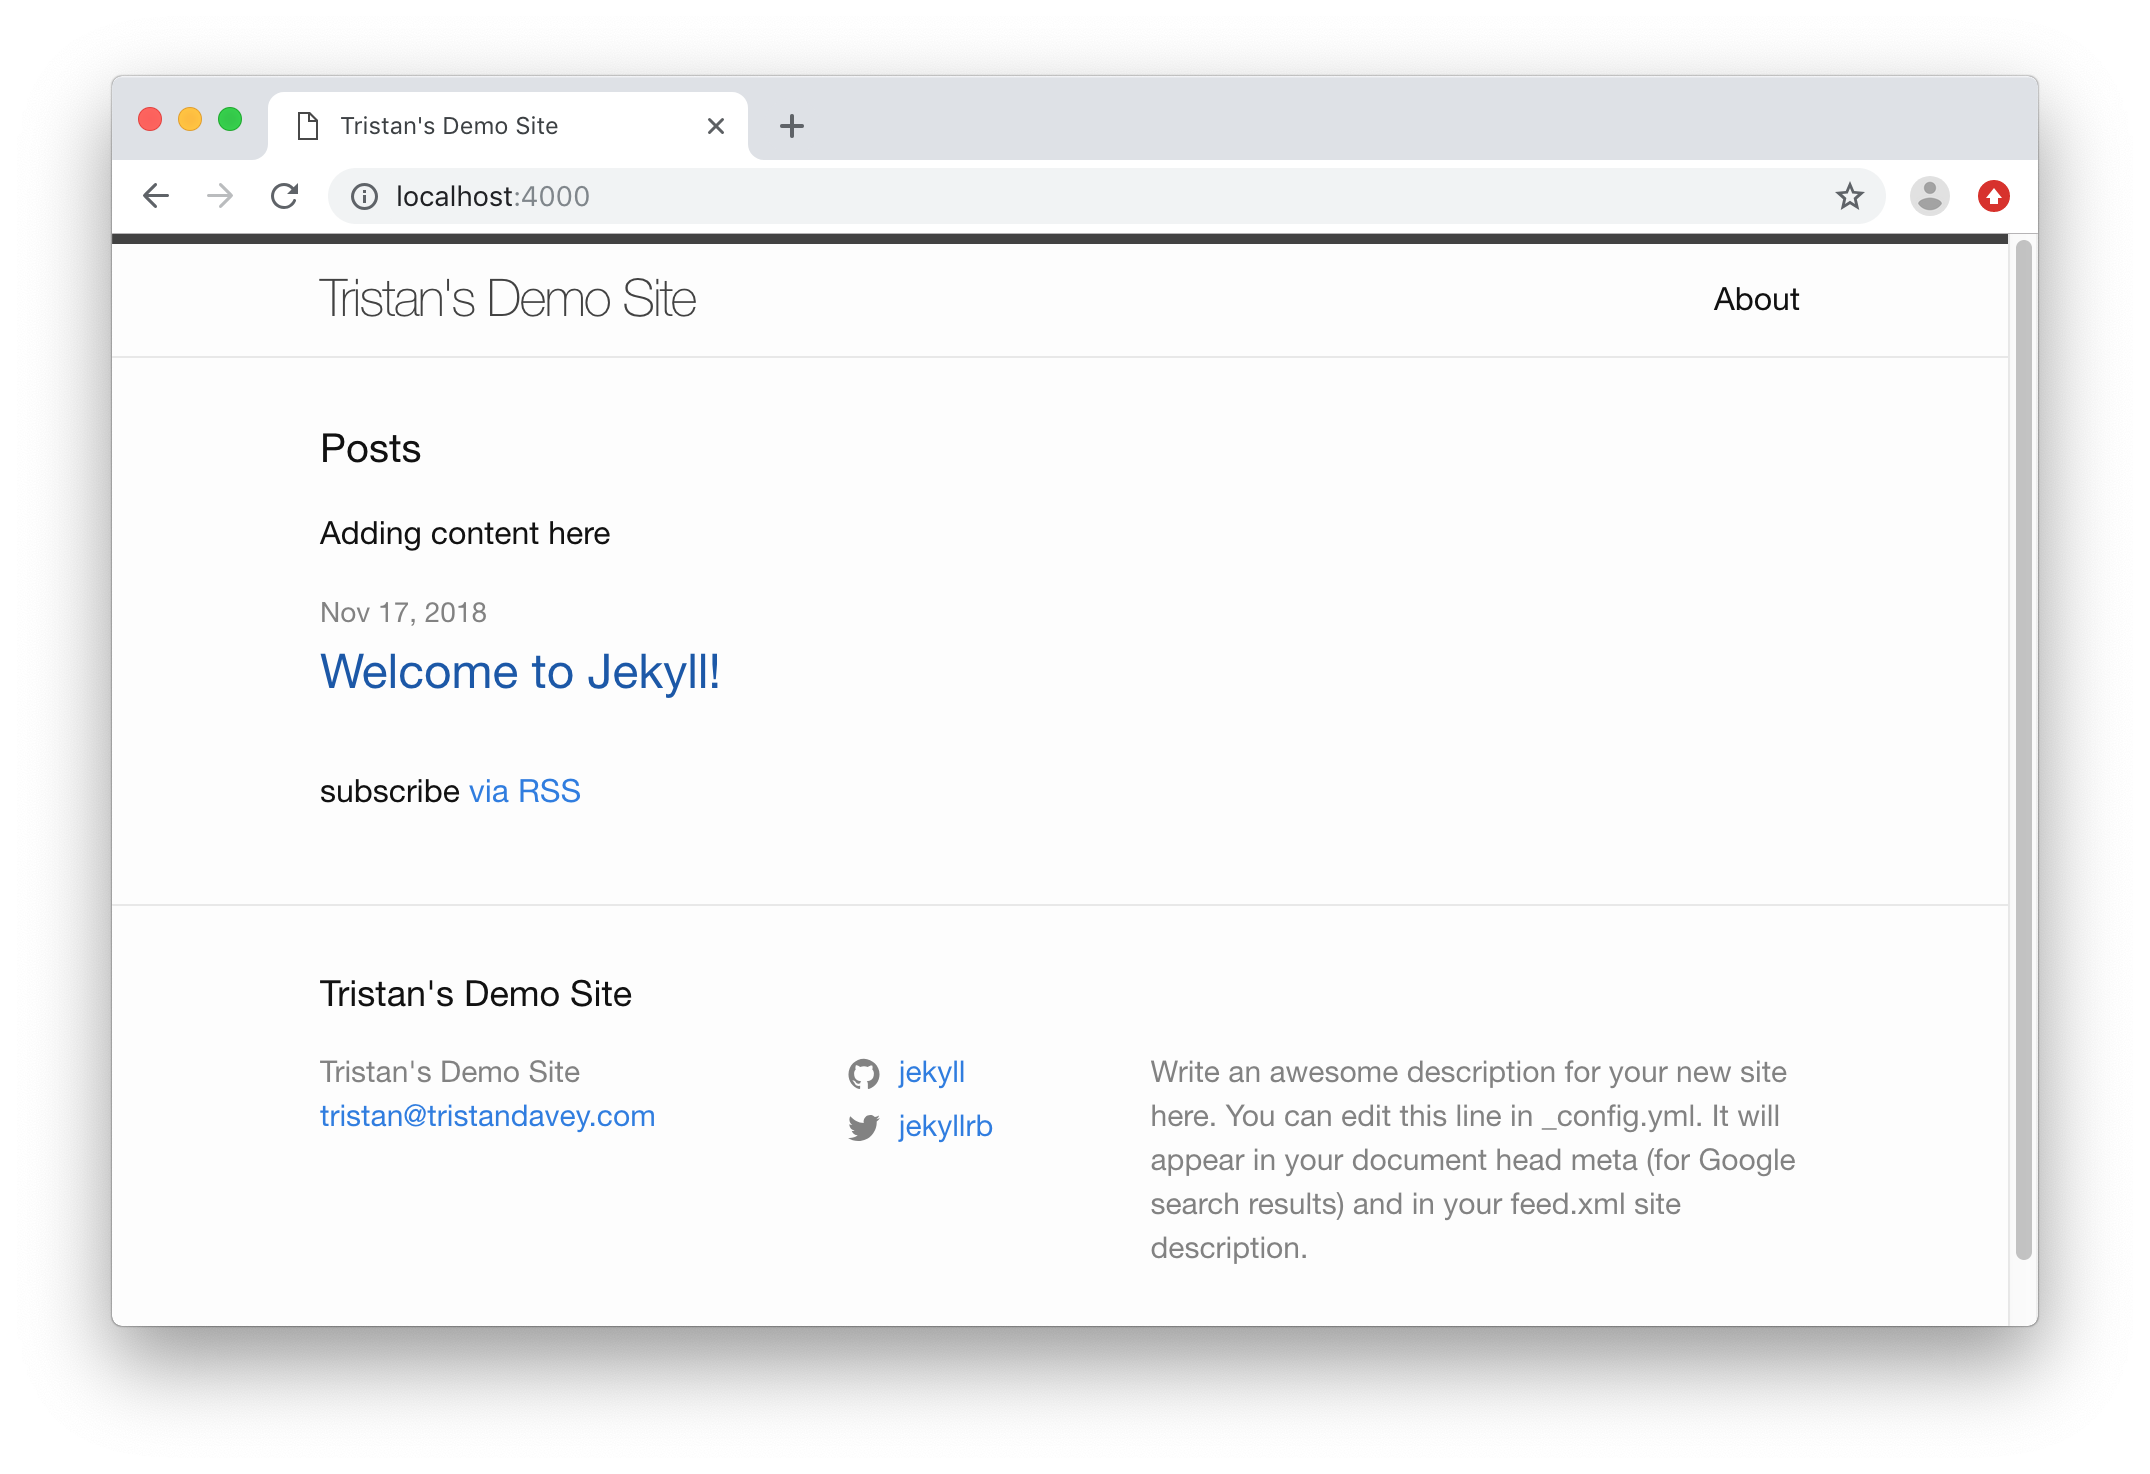 Tristan's Demo Site
localhost:4000
Tristan's Demo Site
About
Posts
Adding content here
Nov 17, 2018
Welcome to Jekyll!
subscribe via RSS
Tristan's Demo Site
Tristan's Demo Site
tristan@tristandavey.com
jekyll
jekyllrb
Write an awesome description for your new site
here. You can edit this line in _config.yml. It will
appear in your document head meta (for Google
search results) and in your feed.xml site
description.